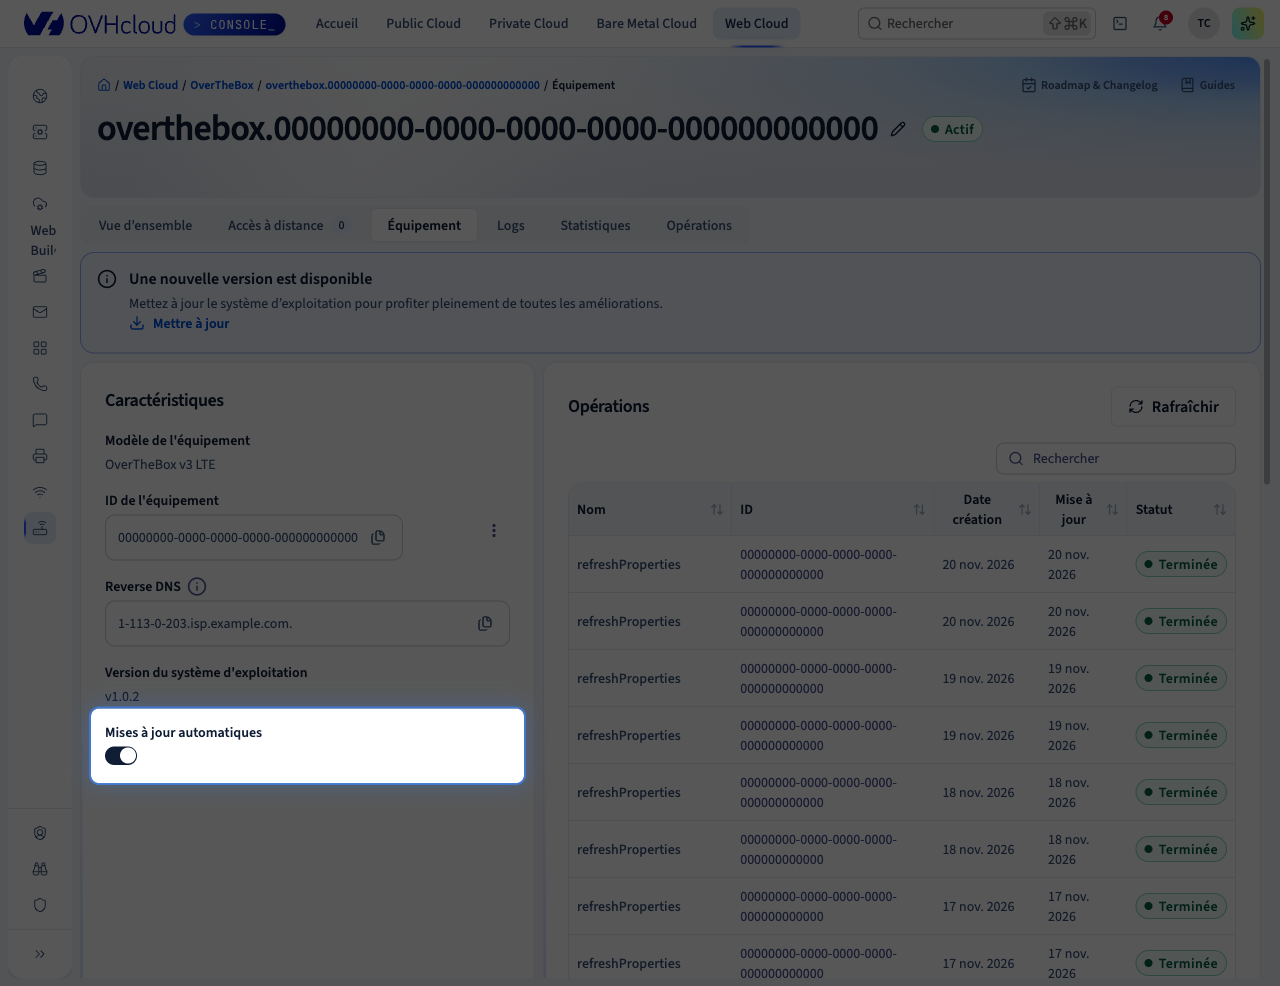 OVHcloud > CONSOLE_ Accueil Public Cloud Private Cloud Bare Metal Cloud Web Cloud Rechercher ⇧⌘K 8 TC
/ Web Cloud / OverTheBox / overthebox.00000000-0000-0000-0000-000000000000 / Équipement Roadmap & Changelog Guides
overthebox.00000000-0000-0000-0000-000000000000 Actif
Vue d'ensemble Accès à distance 0 Équipement Logs Statistiques Opérations
Web
Buil
Une nouvelle version est disponible
Mettez à jour le système d'exploitation pour profiter pleinement de toutes les améliorations.
Mettre à jour
Caractéristiques
Modèle de l'équipement
OverTheBox v3 LTE
ID de l'équipement
00000000-0000-0000-0000-000000000000
Reverse DNS
1-113-0-203.isp.example.com.
Version du système d'exploitation
v1.0.2
Mises à jour automatiques
Opérations Rafraîchir
Rechercher
Nom ID Date création Mise à jour Statut
refreshProperties 00000000-0000-0000-0000-000000000000 20 nov. 2026 20 nov. 2026 Terminée
refreshProperties 00000000-0000-0000-0000-000000000000 20 nov. 2026 20 nov. 2026 Terminée
refreshProperties 00000000-0000-0000-0000-000000000000 19 nov. 2026 19 nov. 2026 Terminée
refreshProperties 00000000-0000-0000-0000-000000000000 19 nov. 2026 19 nov. 2026 Terminée
refreshProperties 00000000-0000-0000-0000-000000000000 18 nov. 2026 18 nov. 2026 Terminée
refreshProperties 00000000-0000-0000-0000-000000000000 18 nov. 2026 18 nov. 2026 Terminée
refreshProperties 00000000-0000-0000-0000-000000000000 17 nov. 2026 17 nov. 2026 Terminée
refreshProperties 00000000-0000-0000-0000-000000000000 17 nov. 2026 17 nov. 2026 Terminée